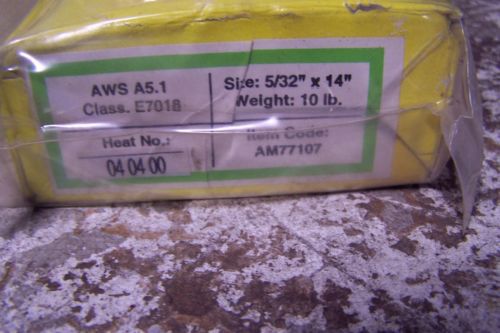 AWS A5.1
Class. E7018
Heat No.:
04 04 00
Size: 5/32" x 14"
Weight: 10 lb.
Item Code:
AM77107